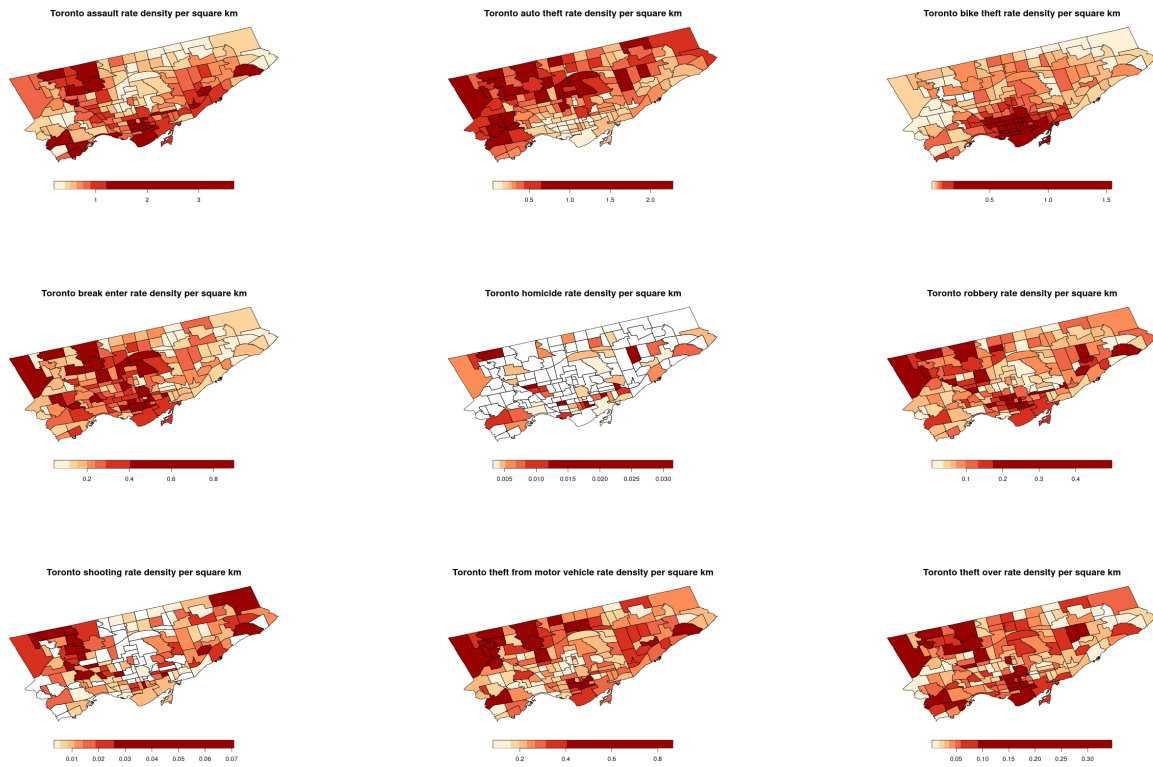 Toronto assault rate density per square km
Toronto auto theft rate density per square km
Toronto bike theft rate density per square km
1 2 3
0.5 1.0 1.5 2.0
0.5 1.0 1.5
Toronto break enter rate density per square km
Toronto homicide rate density per square km
Toronto robbery rate density per square km
0.2 0.4 0.6 0.8
0.005 0.010 0.015 0.020 0.025 0.030
0.1 0.2 0.3 0.4
Toronto shooting rate density per square km
Toronto theft from motor vehicle rate density per square km
Toronto theft over rate density per square km
0.01 0.02 0.03 0.04 0.05 0.06 0.07
0.2 0.4 0.6 0.8
0.05 0.10 0.15 0.20 0.25 0.30